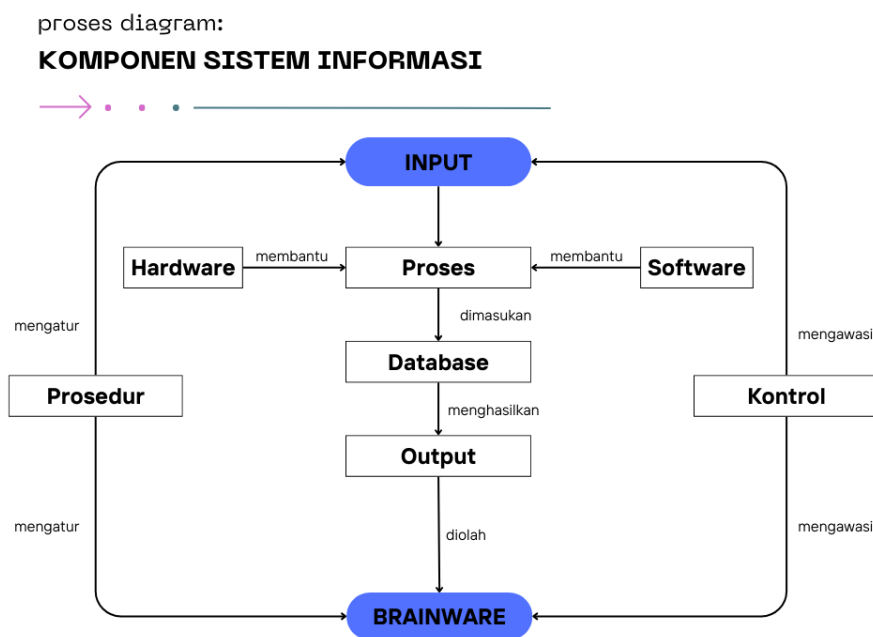 proses diagram:
KOMPONEN SISTEM INFORMASI
INPUT
Hardware
membantu
Proses
membantu
Software
dimasukan
mengatur
mengawasi
Database
Prosedur
Kontrol
menghasilkan
Output
mengatur
mengawasi
diolah
BRAINWARE